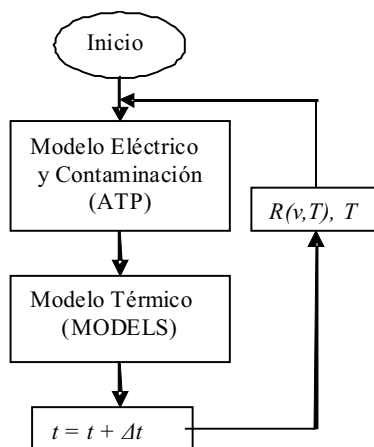 Inicio
Modelo Eléctrico
y Contaminación
(ATP)
R(v,T), T
Modelo Térmico
(MODELS)
t = t + Δt